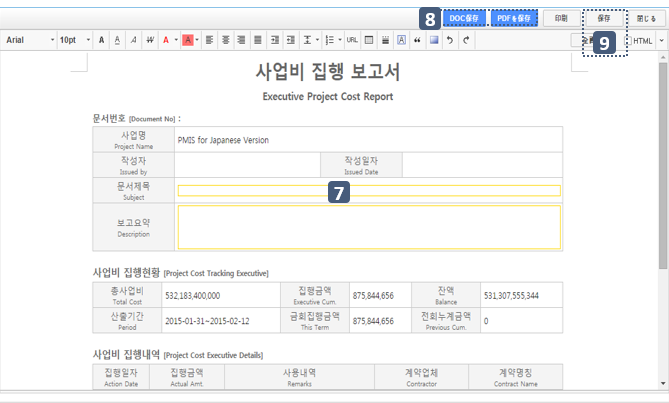 8 DOC保存 PDFを保存 印刷 保存 閉じる
Arial 10pt A A A W A A URL A HTML
9
사업비 집행 보고서
Executive Project Cost Report
문서번호 [Document No] :
사업명 PMIS for Japanese Version
Project Name
작성자 작성일자
Issued by Issued Date
문서제목 7
Subject
보고요약
Description
사업비 집행현황 [Project Cost Tracking Executive]
총사업비 532,183,400,000 집행금액 875,844,656 잔액 531,307,555,344
Total Cost Executive Cum. Balance
산출기간 2015-01-31~2015-02-12 금회집행금액 875,844,656 전회누계금액 0
Period This Term Previous Cum.
사업비 집행내역 [Project Cost Executive Details]
집행일자 집행금액 사용내역 계약업체 계약명칭
Action Date Actual Amt. Remarks Contractor Contract Name